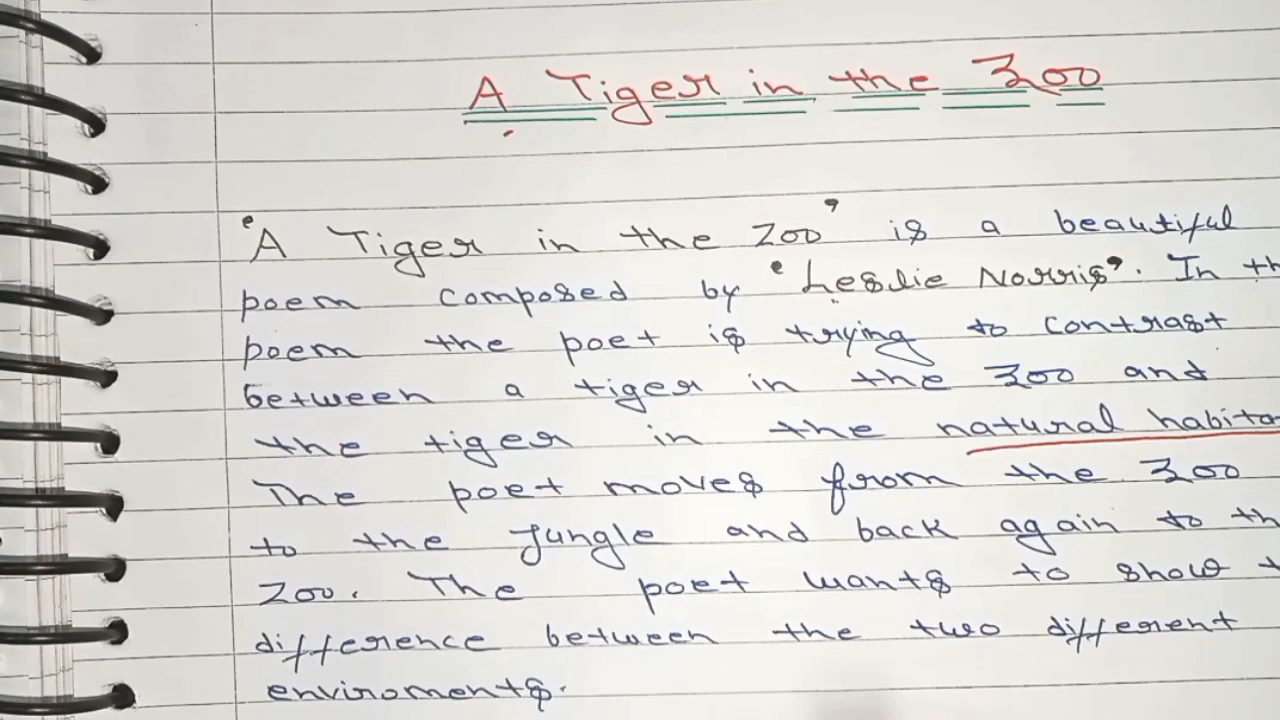 A Tiger in the Zoo
'A Tiger in the Zoo' is a beautiful
poem composed by 'Leslie Norris'. In th
poem the poet is trying to contrast
between a tiger in the zoo and
the tiger in the natural habita
The poet moves from the zoo
to the jungle and back again to th
zoo. The poet wants to show t
difference between the two different
enviroments.